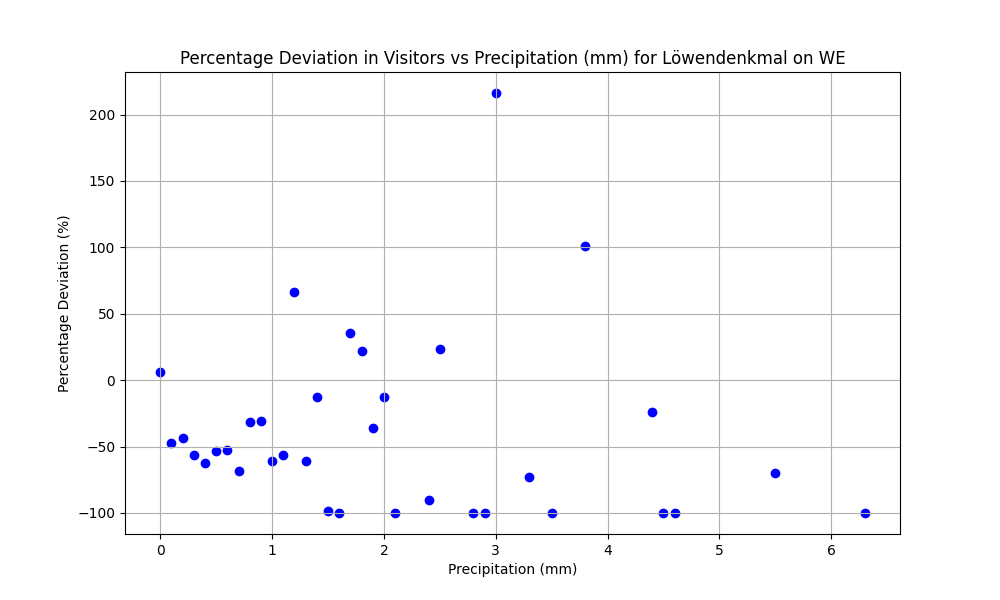 Percentage Deviation in Visitors vs Precipitation (mm) for Löwendenkmal on WE
Percentage Deviation (%)
200
150
100
50
0
−50
−100
0 1 2 3 4 5 6
Precipitation (mm)